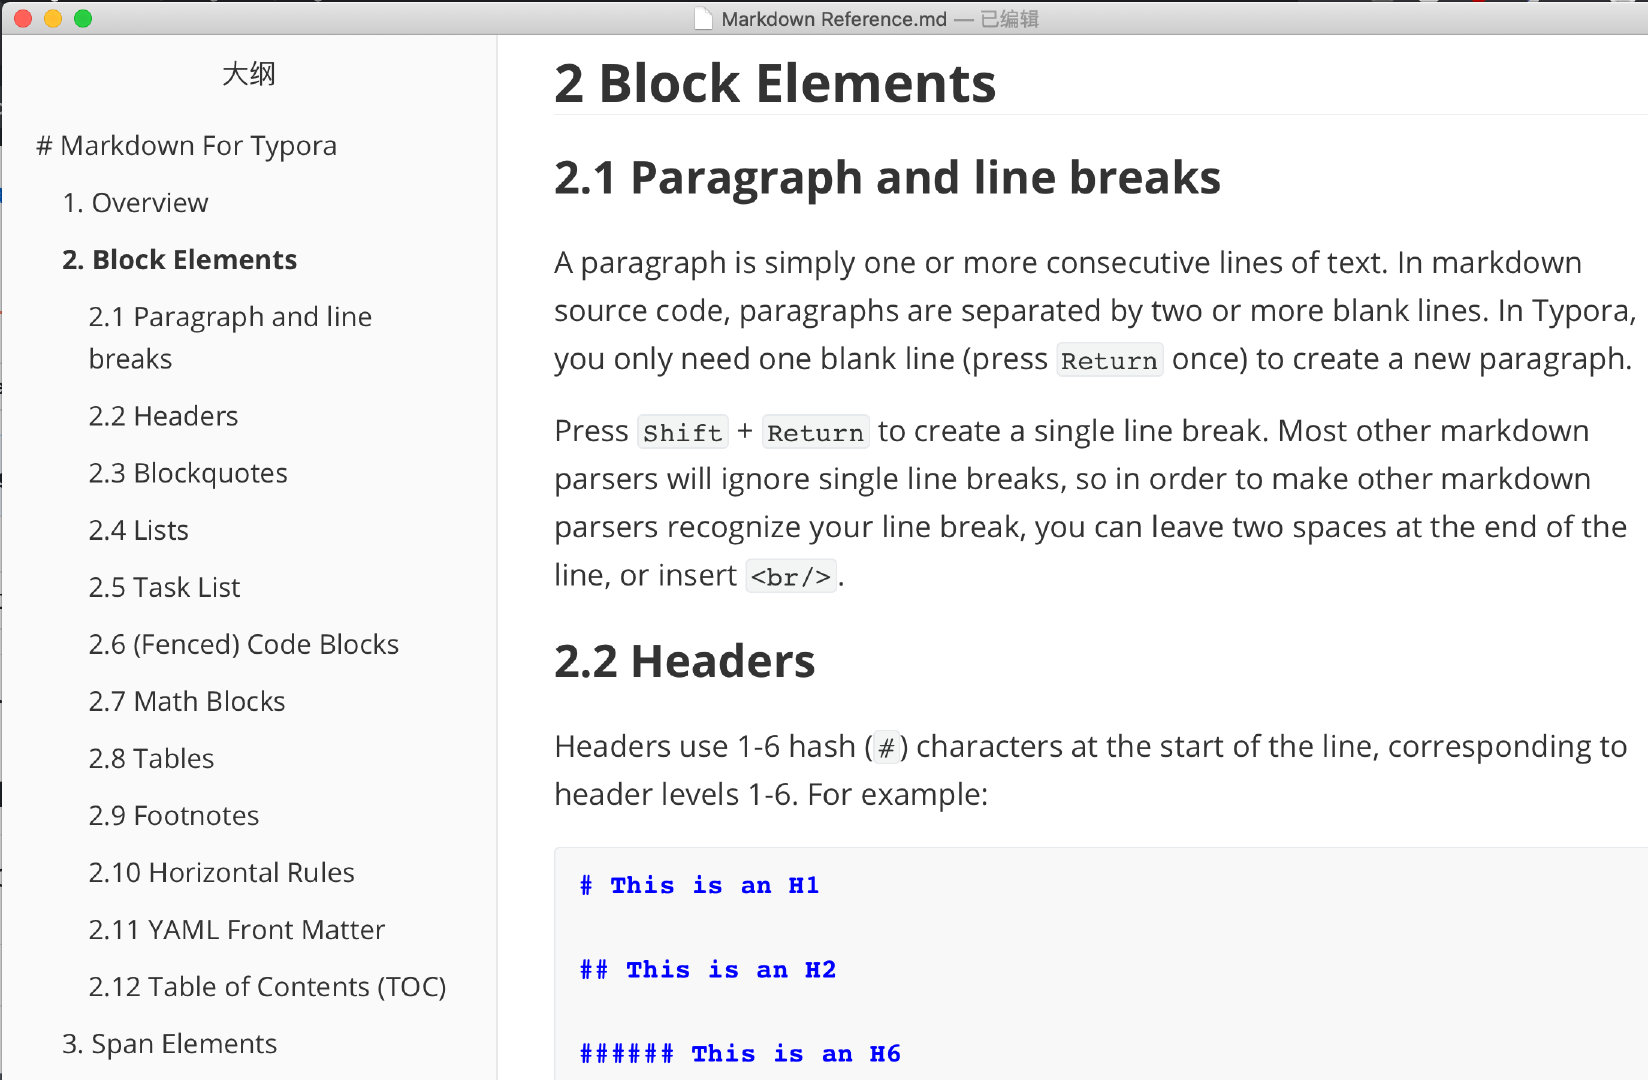 Markdown Reference.md — 已编辑
大纲
# Markdown For Typora
1. Overview
2. Block Elements
2.1 Paragraph and line
breaks
2.2 Headers
2.3 Blockquotes
2.4 Lists
2.5 Task List
2.6 (Fenced) Code Blocks
2.7 Math Blocks
2.8 Tables
2.9 Footnotes
2.10 Horizontal Rules
2.11 YAML Front Matter
2.12 Table of Contents (TOC)
3. Span Elements
2 Block Elements
2.1 Paragraph and line breaks
A paragraph is simply one or more consecutive lines of text. In markdown
source code, paragraphs are separated by two or more blank lines. In Typora,
you only need one blank line (press Return once) to create a new paragraph.
Press Shift + Return to create a single line break. Most other markdown
parsers will ignore single line breaks, so in order to make other markdown
parsers recognize your line break, you can leave two spaces at the end of the
line, or insert <br/>.
2.2 Headers
Headers use 1-6 hash (#) characters at the start of the line, corresponding to
header levels 1-6. For example:
# This is an H1
## This is an H2
###### This is an H6